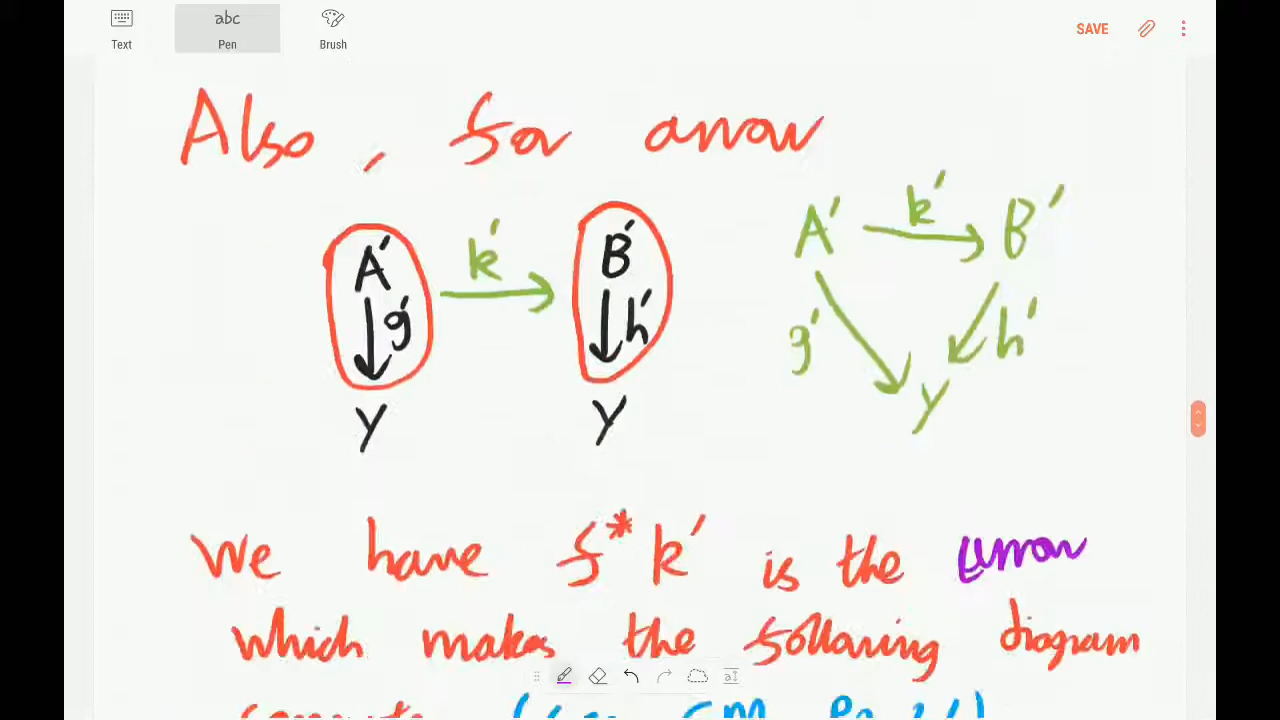 Text
abc
Pen
Brush
SAVE
Also, for arrow
A' k' B'
g' h'
Y Y
A' k' B'
g' h'
Y
We have f* k' is the arrow
which makes the following diagram